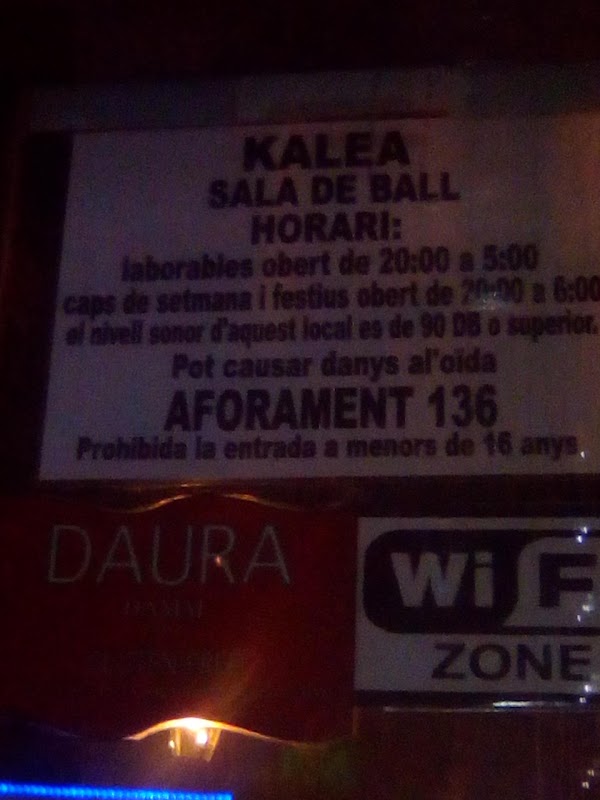 KALEA
SALA DE BALL
HORARI:
laborables obert de 20:00 a 5:00
caps de setmana i festius obert de 20:00 a 6:00
el nivell sonor d'aquest local es de 90 DB o superior.
Pot causar danys al'oïda
AFORAMENT 136
Prohibida la entrada a menors de 16 anys
DAURA
DAMM
WiF
ZONE